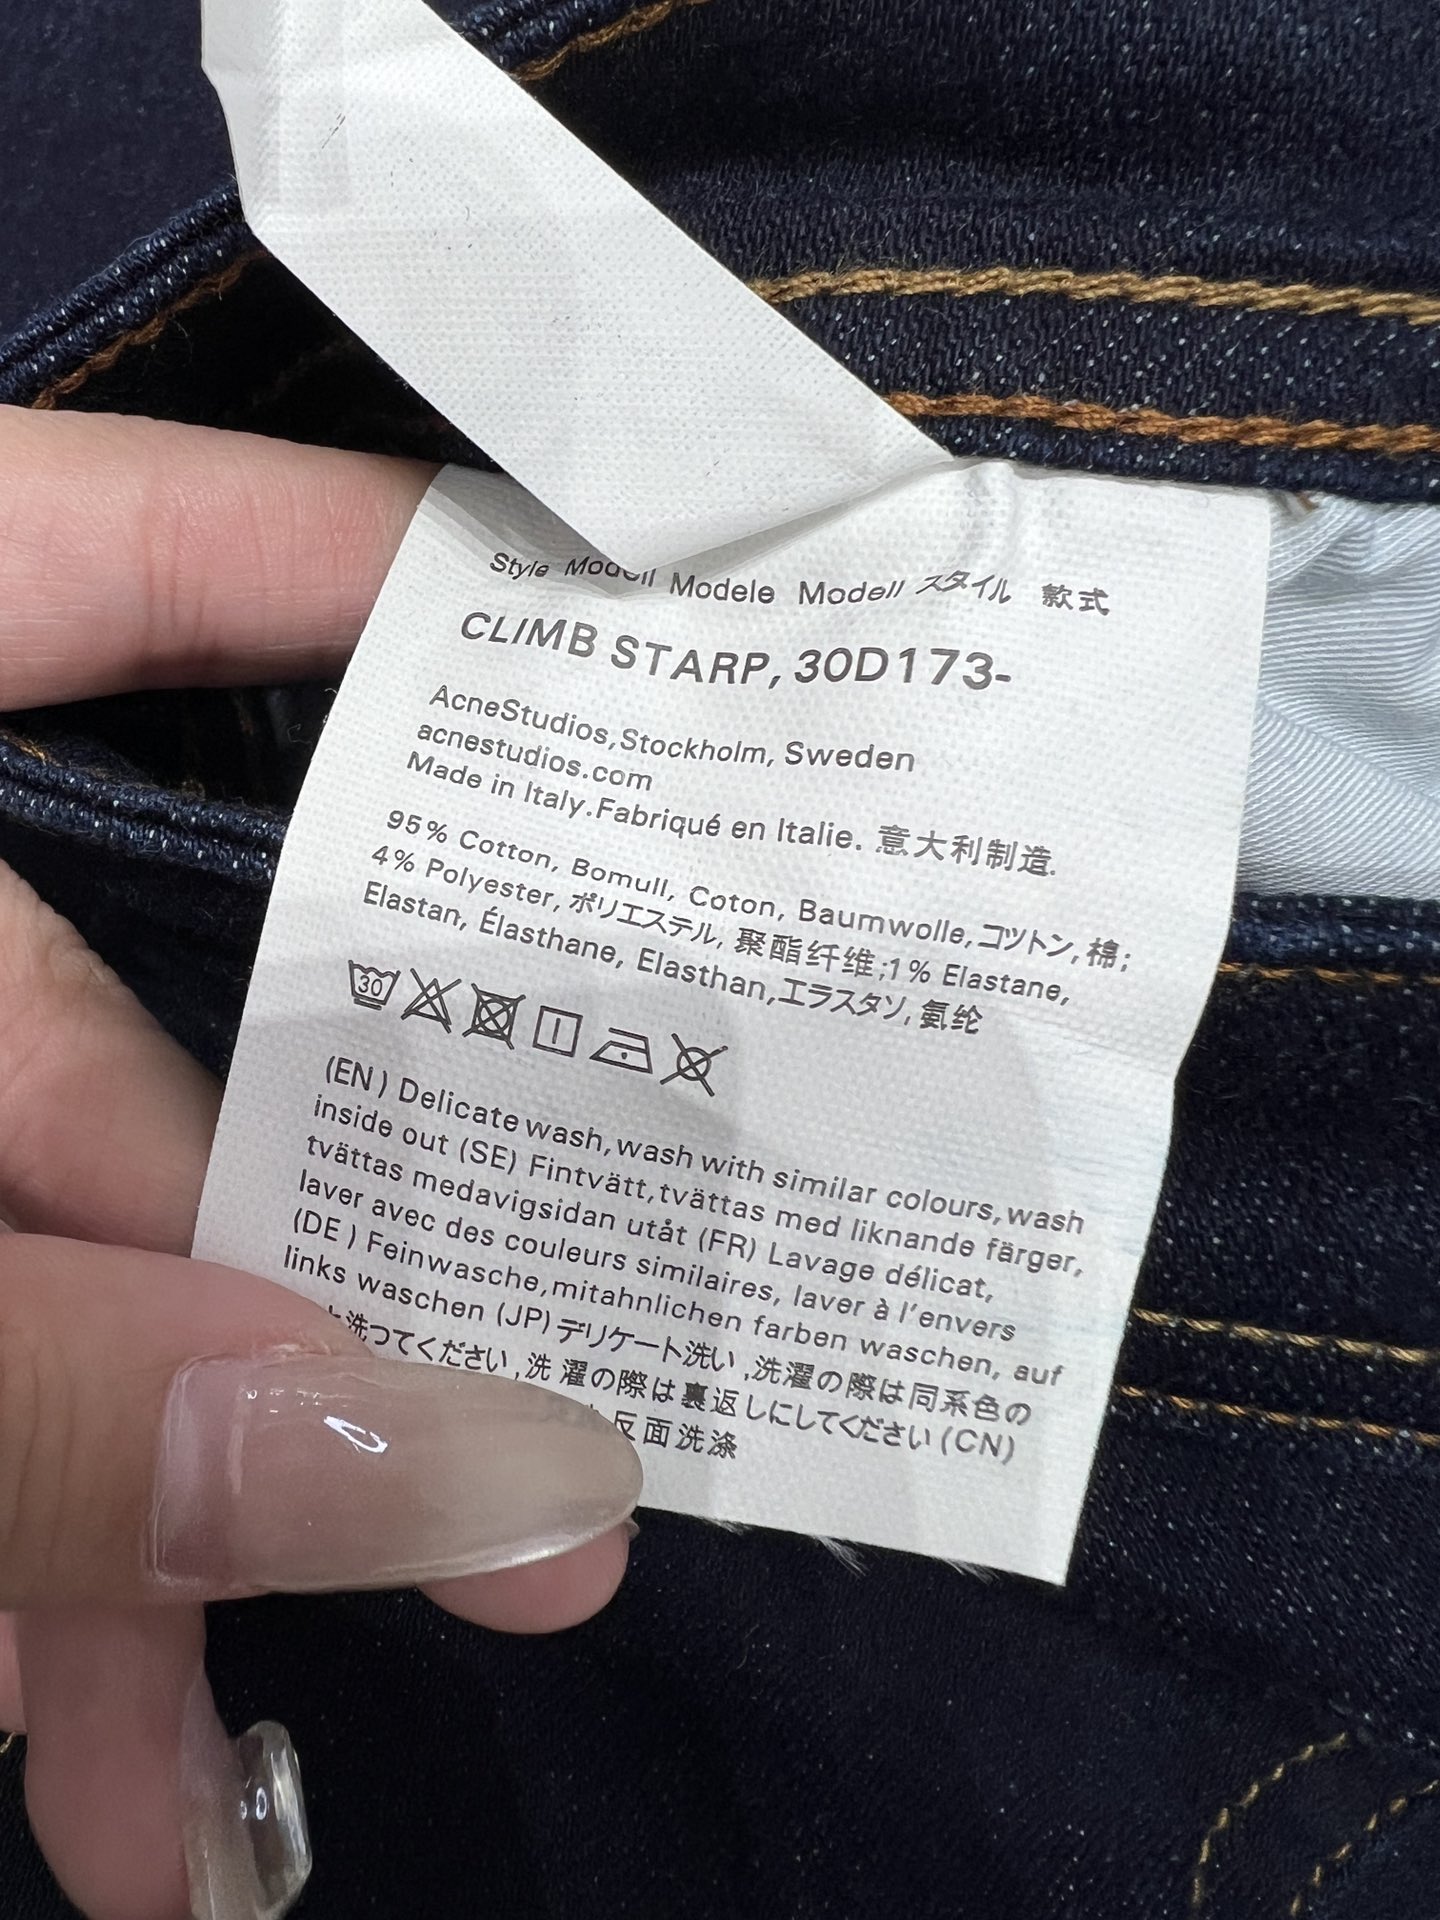 Style Modell Modele Modell スタイル 款式
CLIMB STARP, 30D173-
AcneStudios, Stockholm, Sweden
acnestudios.com
Made in Italy. Fabriqué en Italie. 意大利制造.
95% Cotton, Bomull, Coton, Baumwolle, コツトン, 棉;
4% Polyester, ポリエステル, 聚酯纤维;1% Elastane,
Elastan, Élasthane, Elasthan, エラスタソ, 氨纶
30
(EN) Delicate wash, wash with similar colours, wash
inside out (SE) Fintvätt, tvättas med liknande färger,
tvättas medavigsidan utåt (FR) Lavage délicat,
laver avec des couleurs similaires, laver à l'envers
(DE) Feinwasche, mitahnlichen farben waschen, auf
links waschen (JP) デリケート洗い, 洗濯の際は同系色の
と洗つてください, 洗濯の際は裏返しにしてください (CN)
反面洗涤